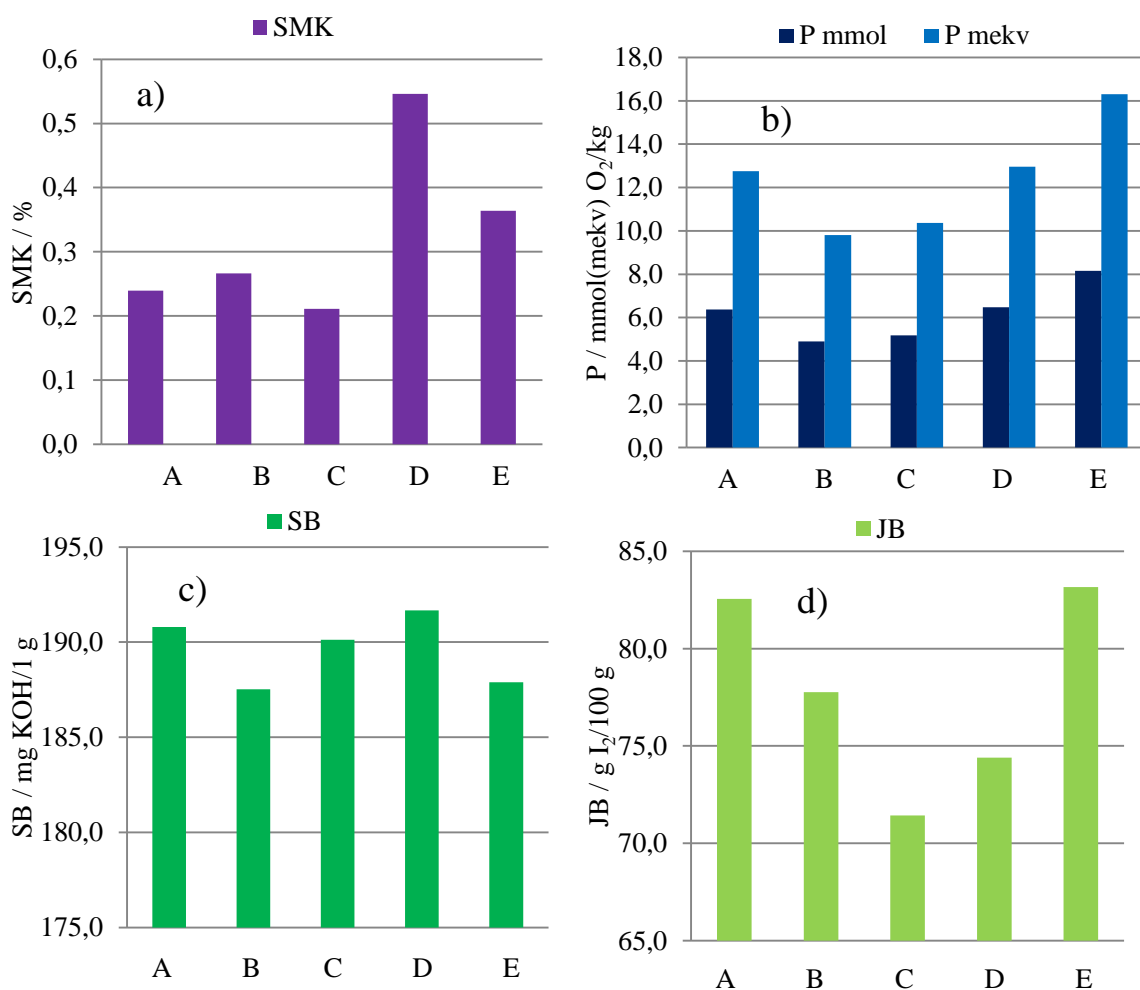 SMK
a)
SMK / %
0,6
0,5
0,4
0,3
0,2
0,1
0,0
A B C D E
P mmol P mekv
b)
P / mmol(mekv) O₂/kg
18,0
16,0
14,0
12,0
10,0
8,0
6,0
4,0
2,0
0,0
A B C D E
SB
c)
SB / mg KOH/1 g
195,0
190,0
185,0
180,0
175,0
A B C D E
JB
d)
JB / g I₂/100 g
85,0
80,0
75,0
70,0
65,0
A B C D E